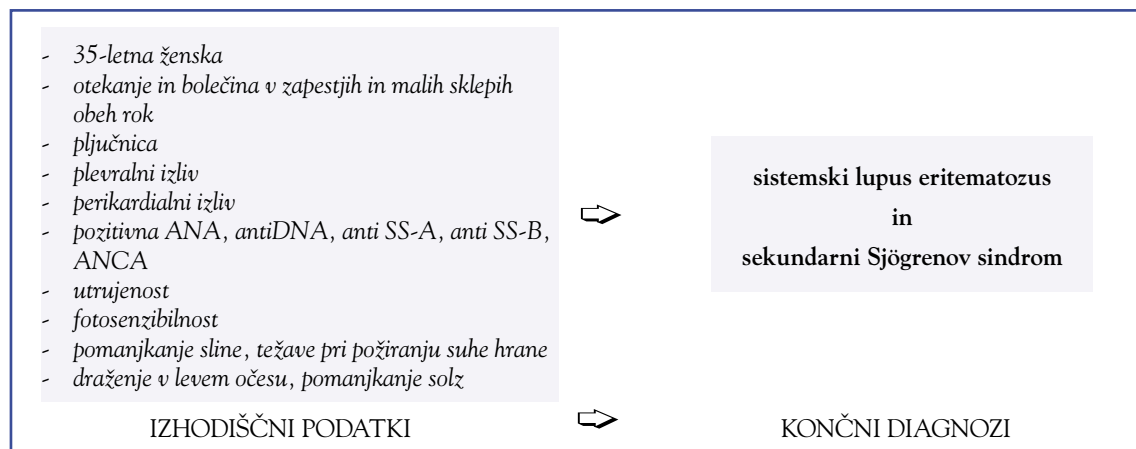 - 35-letna ženska
- otekanje in bolečina v zapestjih in malih sklepih
obeh rok
- pljučnica
- plevralni izliv
- perikardialni izliv
- pozitivna ANA, antiDNA, anti SS-A, anti SS-B,
ANCA
- utrujenost
- fotosenzibilnost
- pomanjkanje sline, težave pri požiranju suhe hrane
- draženje v levem očesu, pomanjkanje solz
IZHODIŠČNI PODATKI
sistemski lupus eritematozus
in
sekundarni Sjögrenov sindrom
KONČNI DIAGNOZI